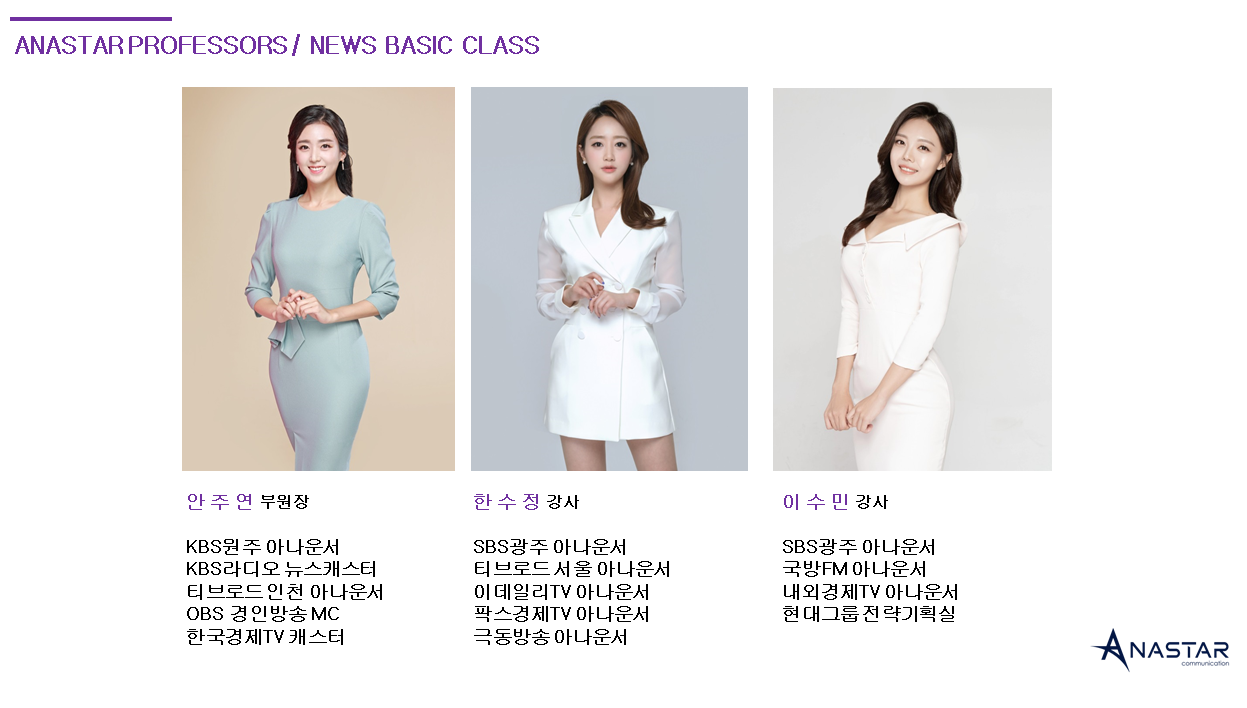 ANASTAR PROFESSORS / NEWS BASIC CLASS
안 주 연 부원장
KBS원주 아나운서
KBS라디오 뉴스캐스터
티브로드 인천 아나운서
OBS 경인방송 MC
한국경제TV 캐스터
한 수 정 강사
SBS광주 아나운서
티브로드 서울 아나운서
이데일리TV 아나운서
팍스경제TV 아나운서
극동방송 아나운서
이 수 민 강사
SBS광주 아나운서
국방FM 아나운서
내외경제TV 아나운서
현대그룹 전략기획실
ANASTAR
communication